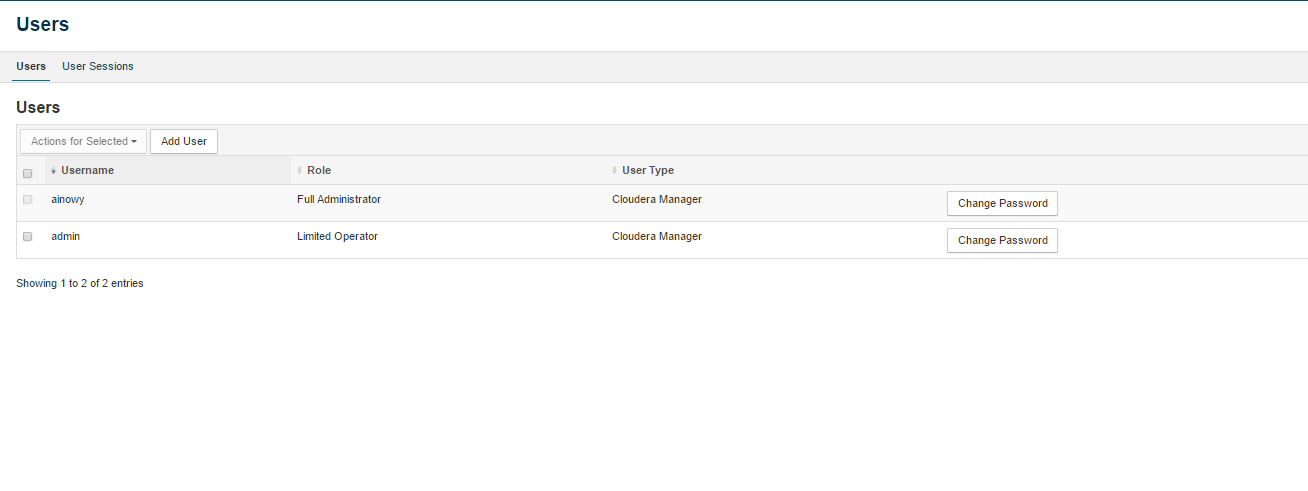 Users
Users User Sessions
Users
Actions for Selected Add User
Username Role User Type
ainowy Full Administrator Cloudera Manager Change Password
admin Limited Operator Cloudera Manager Change Password
Showing 1 to 2 of 2 entries